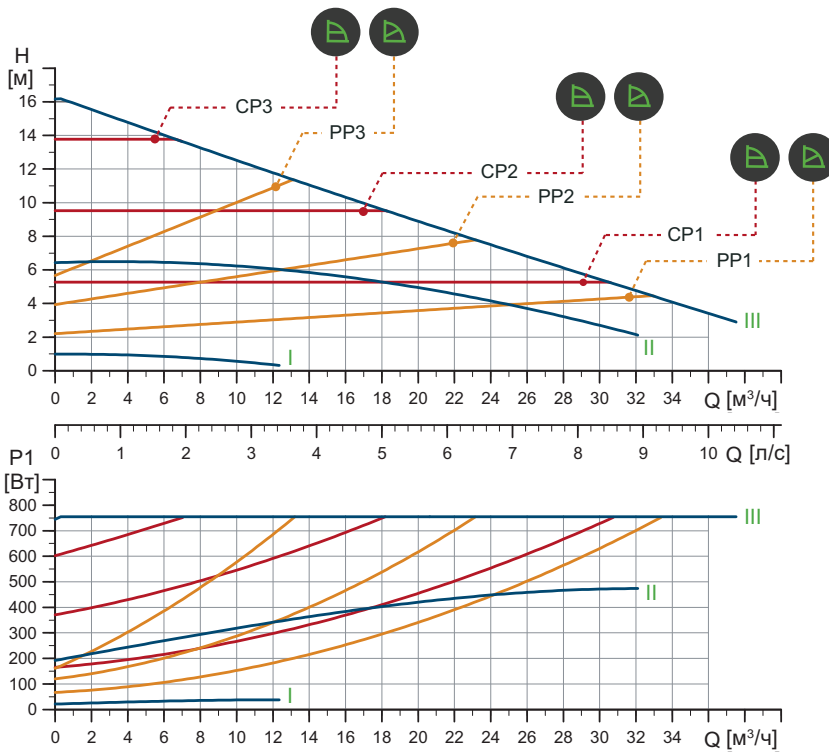 H
[м]
16
14
12
10
8
6
4
2
0
CP3
PP3
CP2
PP2
CP1
PP1
I
II
III
0 2 4 6 8 10 12 14 16 18 20 22 24 26 28 30 32 34 Q [м³/ч]
0 1 2 3 4 5 6 7 8 9 10 Q [л/с]
P1
[Вт]
800
700
600
500
400
300
200
100
0
III
II
I
0 2 4 6 8 10 12 14 16 18 20 22 24 26 28 30 32 34 Q [м³/ч]